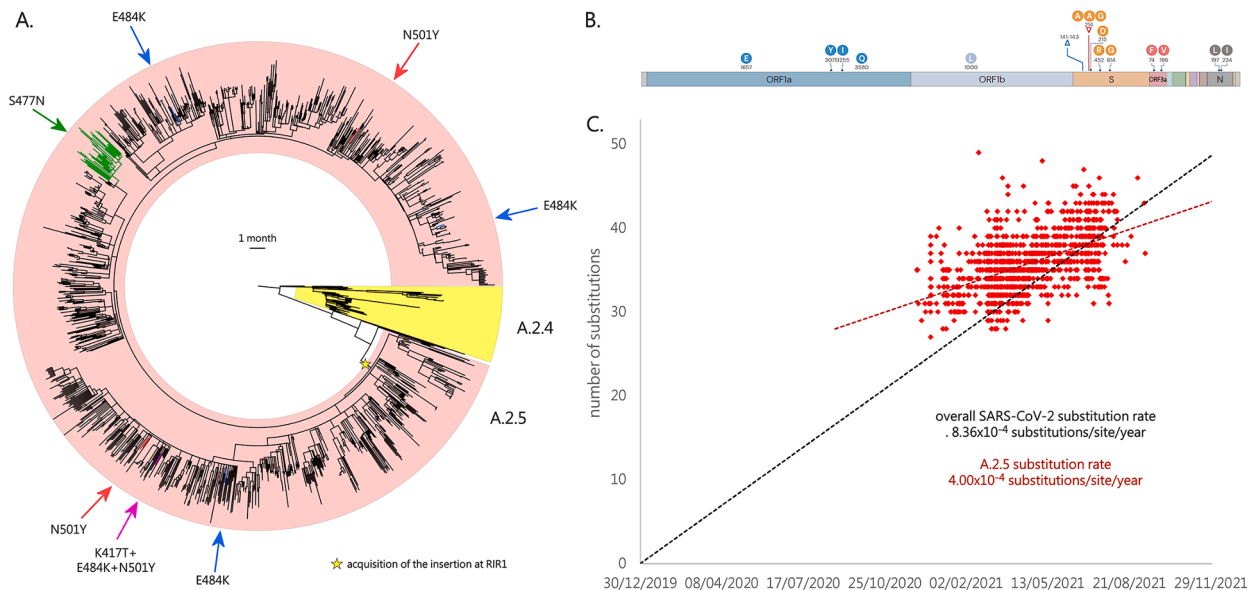 A.
E484K
N501Y
S477N
E484K
1 month
A.2.4
A.2.5
N501Y
K417T+
E484K+N501Y
E484K
acquisition of the insertion at RIR1
B.
A A G
214
141-143
D
215
E
1657
Y I
3071 3255
Q
3580
L
1000
R G
452 614
F V
74 196
L I
197 234
ORF1a
ORF1b
S
ORF3a
N
C.
50
40
30
20
10
0
number of substitutions
overall SARS-CoV-2 substitution rate
. 8.36x10⁻⁴ substitutions/site/year
A.2.5 substitution rate
4.00x10⁻⁴ substitutions/site/year
30/12/2019 08/04/2020 17/07/2020 25/10/2020 02/02/2021 13/05/2021 21/08/2021 29/11/2021